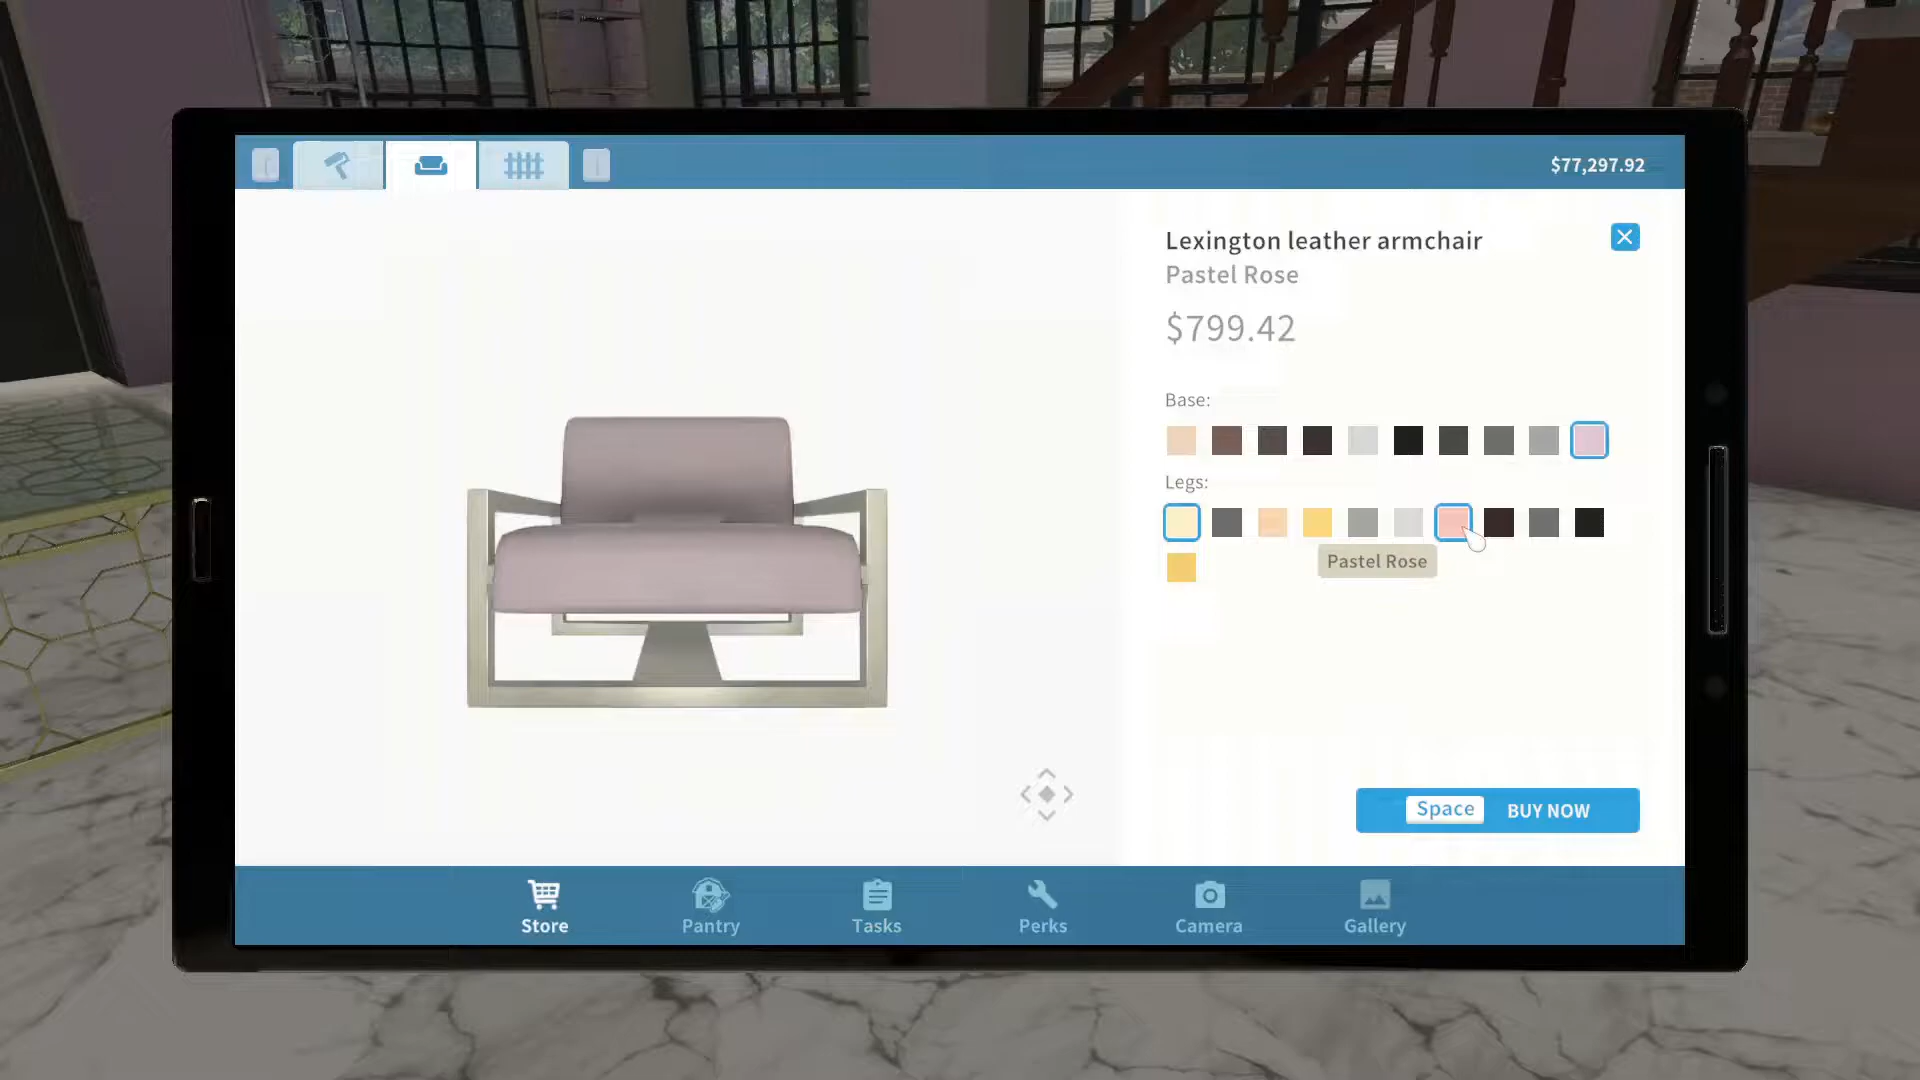 $77,297.92
Lexington leather armchair
Pastel Rose
$799.42
Base:
Legs:
Pastel Rose
Space BUY NOW
Store Pantry Tasks Perks Camera Gallery